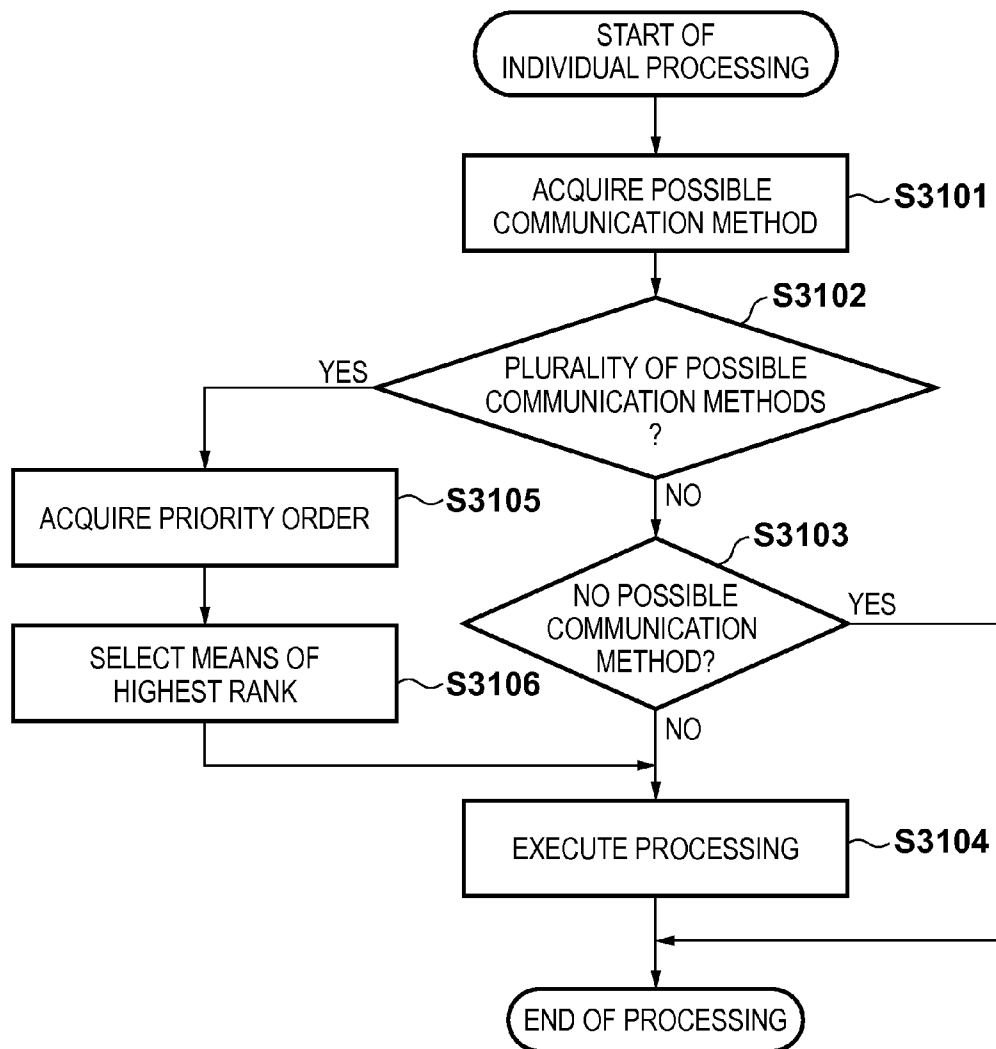 START OF
INDIVIDUAL PROCESSING
ACQUIRE POSSIBLE
COMMUNICATION METHOD
S3101
S3102
PLURALITY OF POSSIBLE
COMMUNICATION METHODS
?
YES
NO
ACQUIRE PRIORITY ORDER
S3105
S3103
NO POSSIBLE
COMMUNICATION
METHOD?
YES
NO
SELECT MEANS OF
HIGHEST RANK
S3106
EXECUTE PROCESSING
S3104
END OF PROCESSING